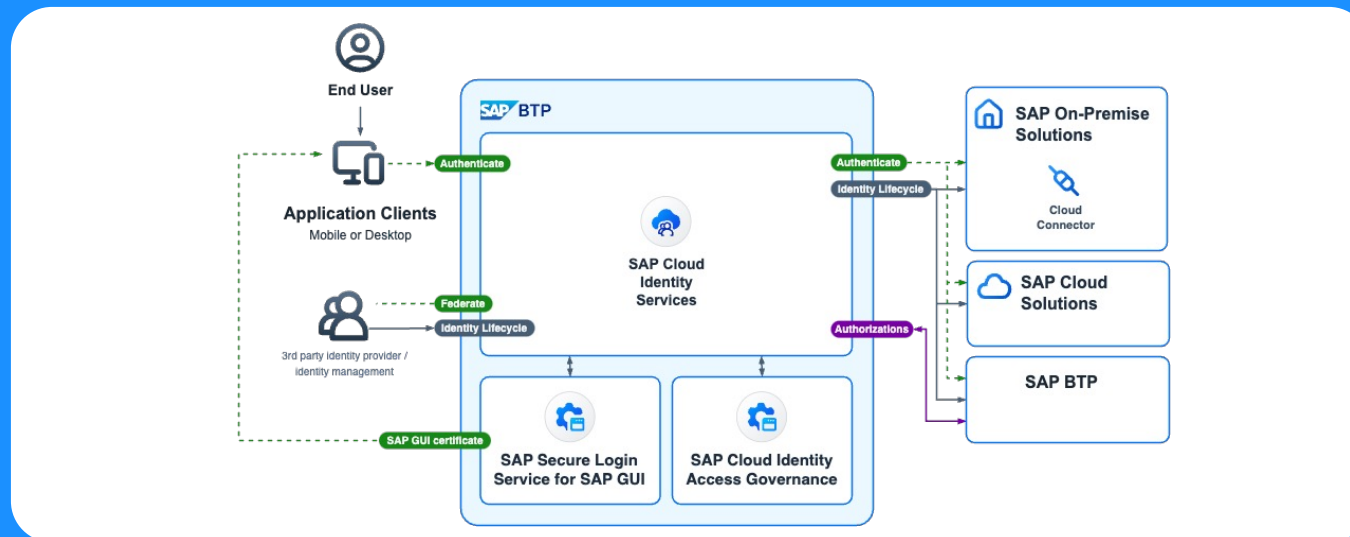 End User
SAP BTP
SAP On-Premise
Solutions
Authenticate
Authenticate
Identity Lifecycle
Application Clients
Mobile or Desktop
Cloud
Connector
SAP Cloud
Identity
Services
SAP Cloud
Solutions
Federate
Identity Lifecycle
Authorizations
3rd party identity provider /
identity management
SAP BTP
SAP GUI certificate
SAP Secure Login
Service for SAP GUI
SAP Cloud Identity
Access Governance